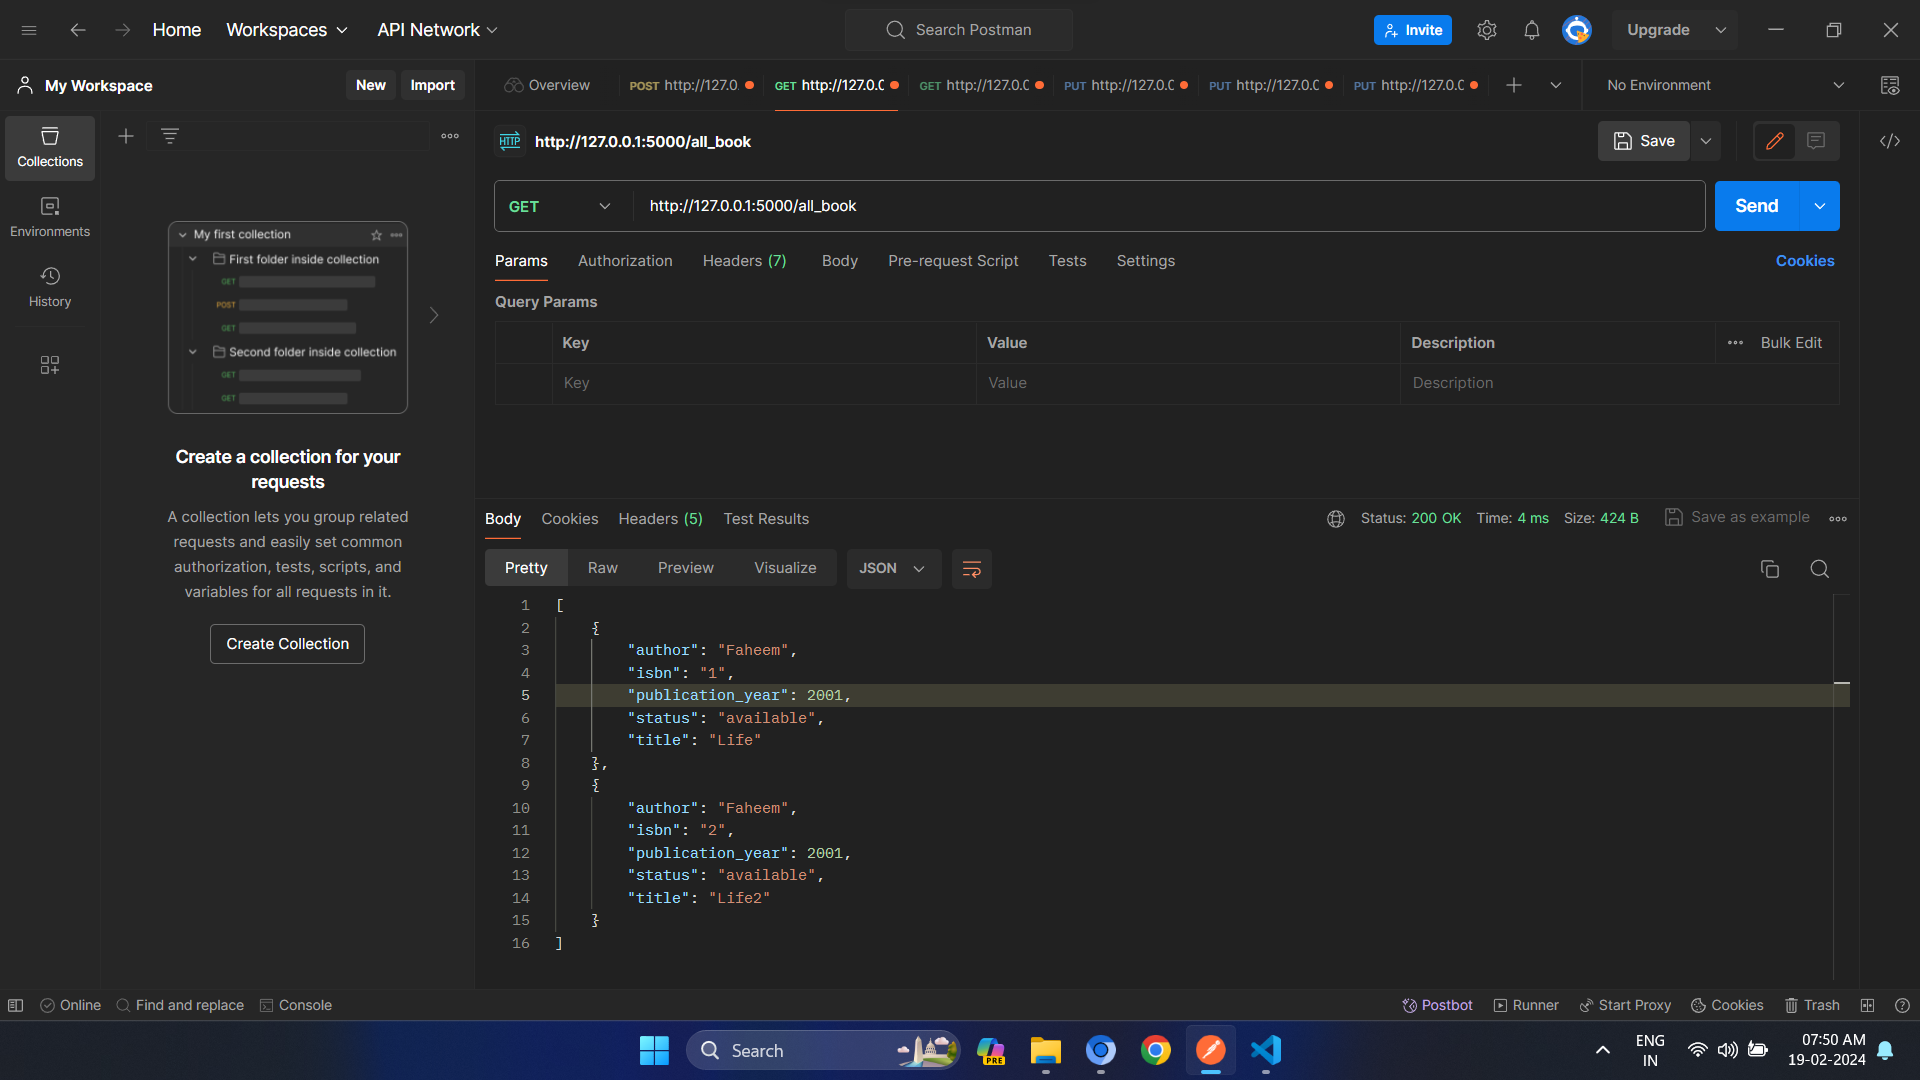 Home
Workspaces
API Network
Search Postman
Invite
Upgrade
My Workspace
New
Import
Overview
POST http://127.0.
GET http://127.0.0
GET http://127.0.0
PUT http://127.0.0
PUT http://127.0.0
PUT http://127.0.0
No Environment
Collections
Environments
History
My first collection
First folder inside collection
GET
POST
GET
Second folder inside collection
GET
GET
Create a collection for your
requests
A collection lets you group related
requests and easily set common
authorization, tests, scripts, and
variables for all requests in it.
Create Collection
HTTP
http://127.0.0.1:5000/all_book
Save
GET
http://127.0.0.1:5000/all_book
Send
Params
Authorization
Headers (7)
Body
Pre-request Script
Tests
Settings
Cookies
Query Params
Key
Value
Description
Bulk Edit
Key
Value
Description
Body
Cookies
Headers (5)
Test Results
Status: 200 OK
Time: 4 ms
Size: 424 B
Save as example
Pretty
Raw
Preview
Visualize
JSON
1 [
2 {
3 "author": "Faheem",
4 "isbn": "1",
5 "publication_year": 2001,
6 "status": "available",
7 "title": "Life"
8 },
9 {
10 "author": "Faheem",
11 "isbn": "2",
12 "publication_year": 2001,
13 "status": "available",
14 "title": "Life2"
15 }
16 ]
Online
Find and replace
Console
Postbot
Runner
Start Proxy
Cookies
Trash
Search
PRE
ENG
IN
07:50 AM
19-02-2024